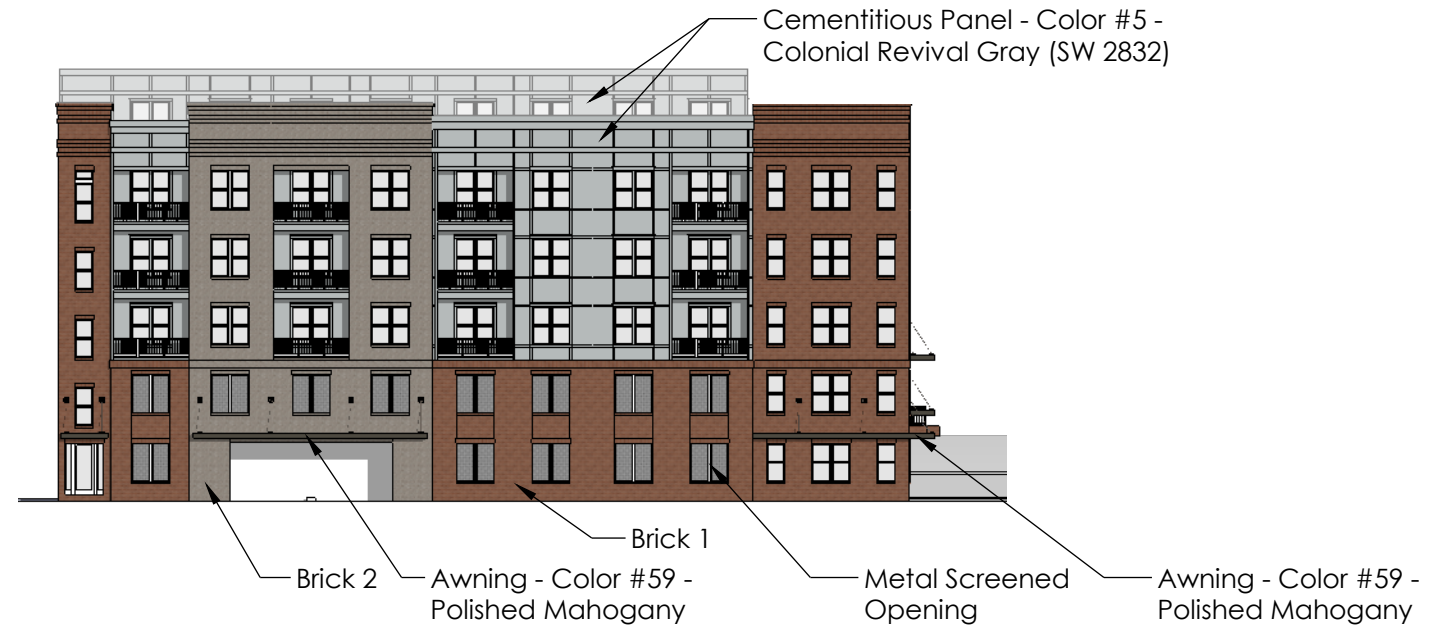 Cementitious Panel - Color #5 -
Colonial Revival Gray (SW 2832)
Brick 1
Brick 2
Awning - Color #59 -
Polished Mahogany
Metal Screened
Opening
Awning - Color #59 -
Polished Mahogany